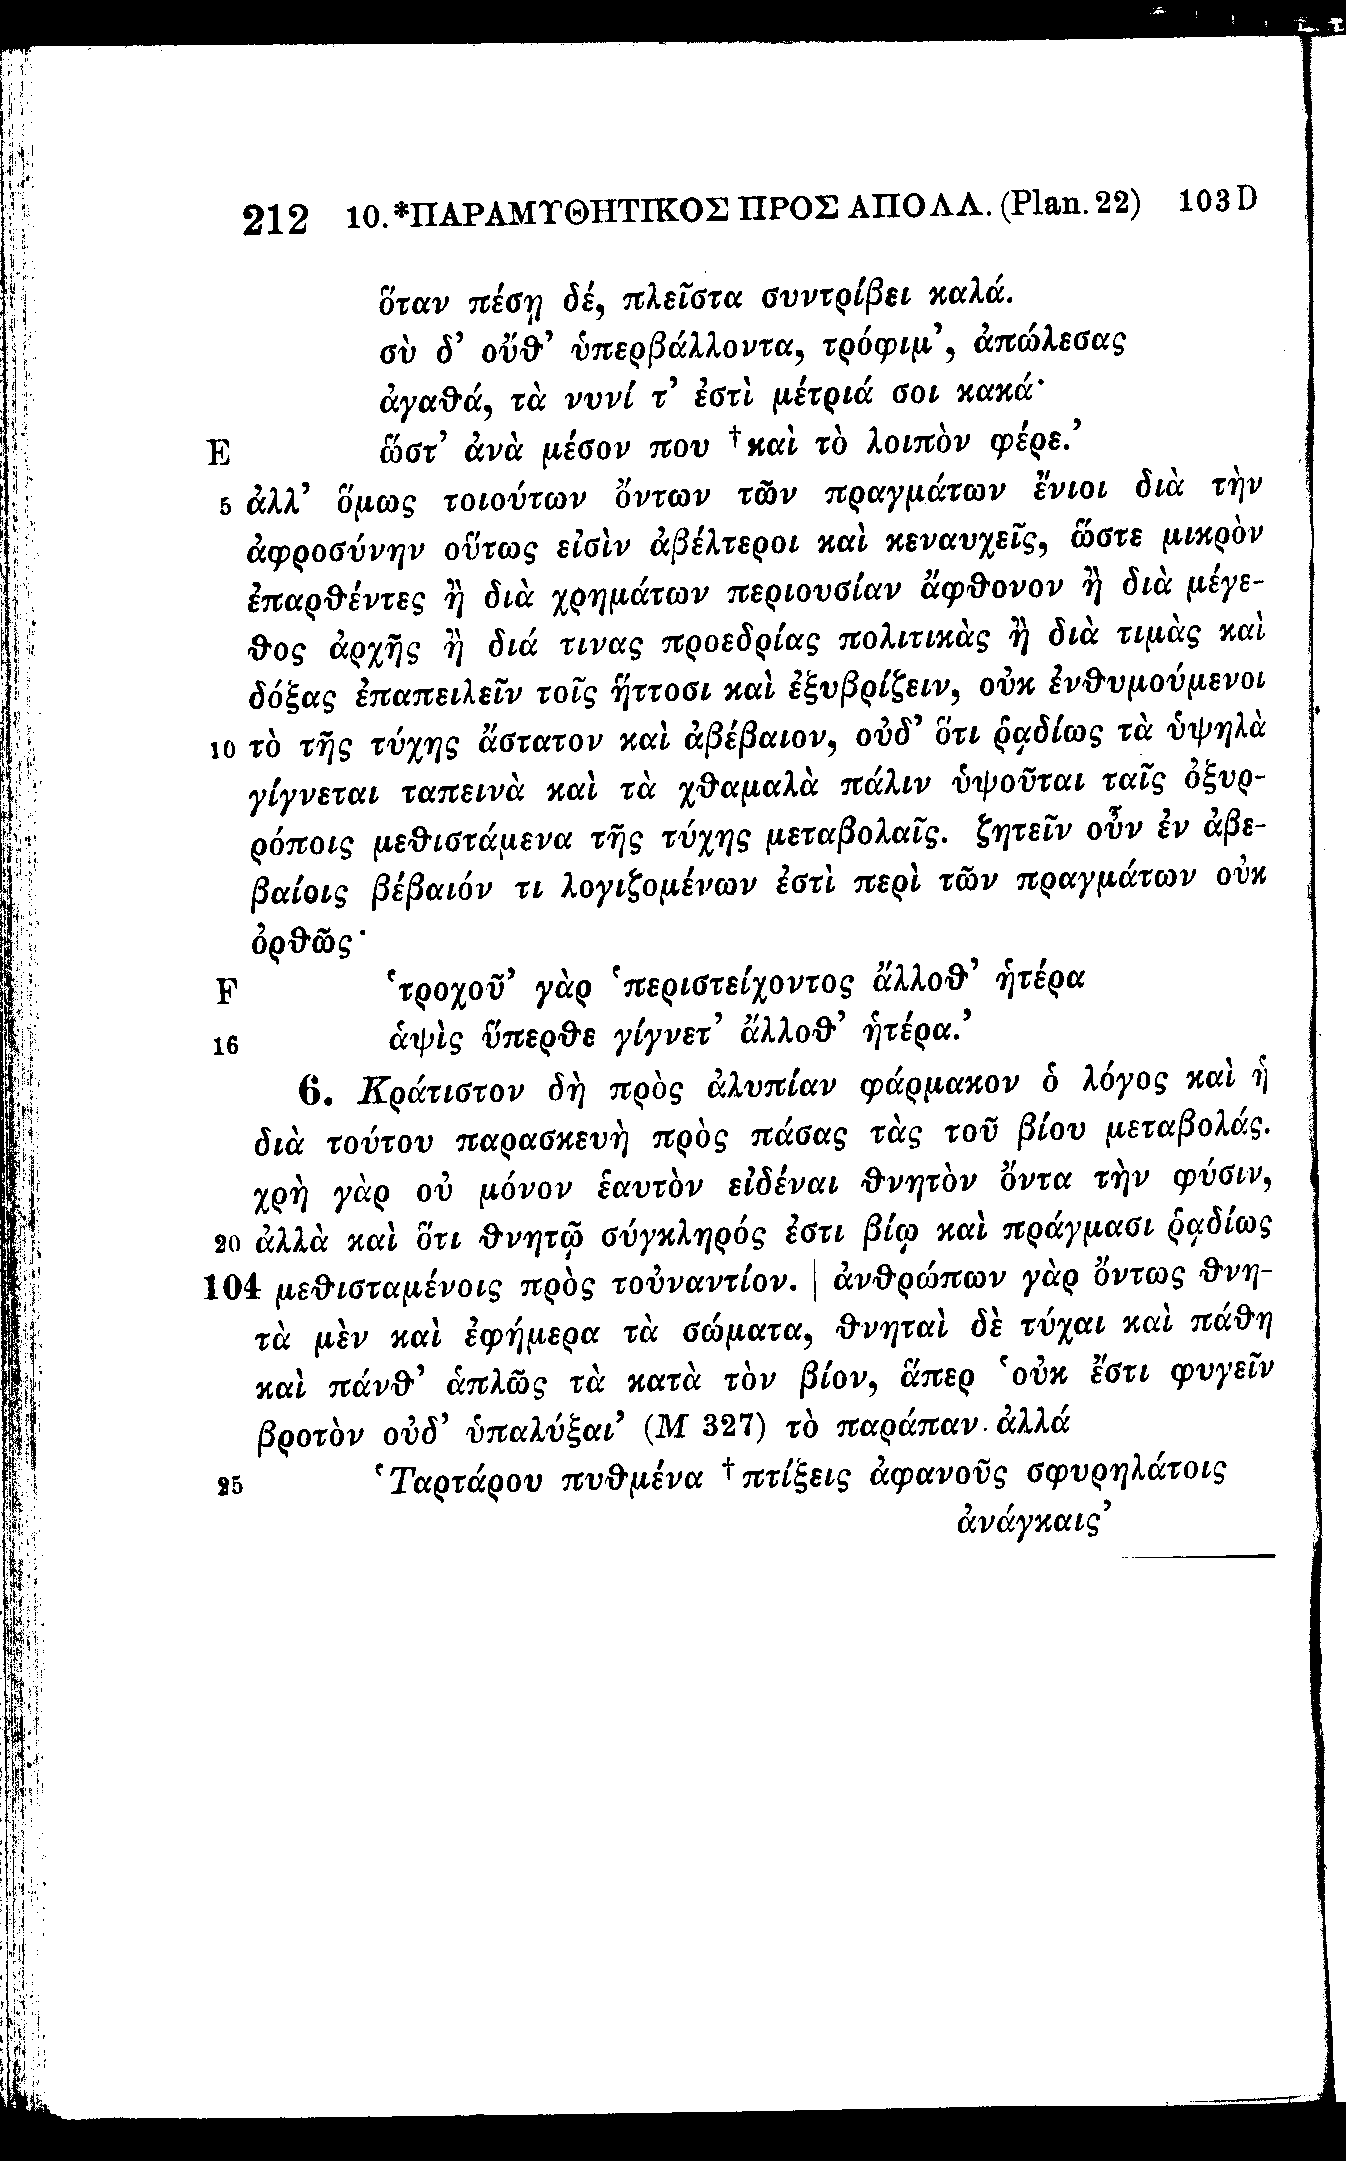 212 10.*ΠΑΡΑΜΥΘΗΤΙΚΟΣ ΠΡΟΣ ΑΠΟΛΛ. (Plan. 22) 103 D
ὅταν πέσῃ δέ, πλεῖστα συντρίβει καλά.
σὺ δ’ οὔθ’ ὑπερβάλλοντα, τρόφιμ’, ἀπώλεσας
ἀγαθά, τὰ νυνί τ’ ἐστὶ μέτριά σοι κακά·
E ὥστ’ ἀνὰ μέσον που †καὶ τὸ λοιπὸν φέρε.’
5 ἀλλ’ ὅμως τοιούτων ὄντων τῶν πραγμάτων ἔνιοι διὰ τὴν
ἀφροσύνην οὕτως εἰσὶν ἀβέλτεροι καὶ κεναυχεῖς, ὥστε μικρὸν
ἐπαρθέντες ἢ διὰ χρημάτων περιουσίαν ἄφθονον ἢ διὰ μέγε-
θος ἀρχῆς ἢ διά τινας προεδρίας πολιτικὰς ἢ διὰ τιμὰς καὶ
δόξας ἐπαπειλεῖν τοῖς ἥττοσι καὶ ἐξυβρίζειν, οὐκ ἐνθυμούμενοι
10 τὸ τῆς τύχης ἄστατον καὶ ἀβέβαιον, οὐδ’ ὅτι ῥᾳδίως τὰ ὑψηλὰ
γίγνεται ταπεινὰ καὶ τὰ χθαμαλὰ πάλιν ὑψοῦται ταῖς ὀξυρ-
ρόποις μεθιστάμενα τῆς τύχης μεταβολαῖς. ζητεῖν οὖν ἐν ἀβε-
βαίοις βέβαιόν τι λογιζομένων ἐστὶ περὶ τῶν πραγμάτων οὐκ
ὀρθῶς·
F ‘τροχοῦ’ γὰρ ‘περιστείχοντος ἄλλοθ’ ἡτέρα
16 ἁψὶς ὕπερθε γίγνετ’ ἄλλοθ’ ἡτέρα.’
6. Κράτιστον δὴ πρὸς ἀλυπίαν φάρμακον ὁ λόγος καὶ ἡ
διὰ τούτου παρασκευὴ πρὸς πάσας τὰς τοῦ βίου μεταβολάς.
χρὴ γὰρ οὐ μόνον ἑαυτὸν εἰδέναι θνητὸν ὄντα τὴν φύσιν,
20 ἀλλὰ καὶ ὅτι θνητῷ σύγκληρός ἐστι βίῳ καὶ πράγμασι ῥᾳδίως
104 μεθισταμένοις πρὸς τοὐναντίον. | ἀνθρώπων γὰρ ὄντως θνη-
τὰ μὲν καὶ ἐφήμερα τὰ σώματα, θνηταὶ δὲ τύχαι καὶ πάθη
καὶ πάνθ’ ἁπλῶς τὰ κατὰ τὸν βίον, ἅπερ ‘οὐκ ἔστι φυγεῖν
βροτὸν οὐδ’ ὑπαλύξαι’ (M 327) τὸ παράπαν· ἀλλά
25 ‘Ταρτάρου πυθμένα †πτίξεις ἀφανοῦς σφυρηλάτοις
ἀνάγκαις’